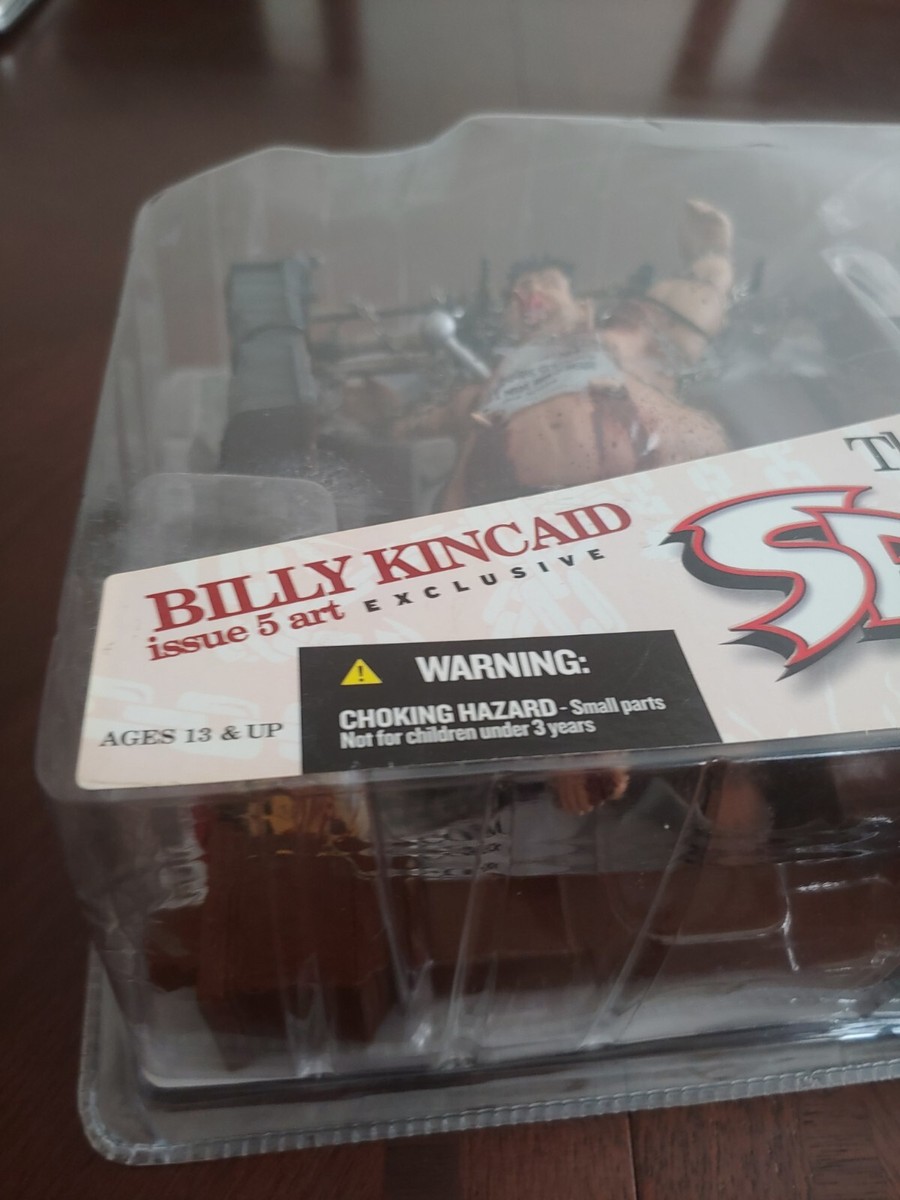 BILLY KINCAID
issue 5 art EXCLUSIVE
WARNING:
CHOKING HAZARD - Small parts
Not for children under 3 years
AGES 13 & UP